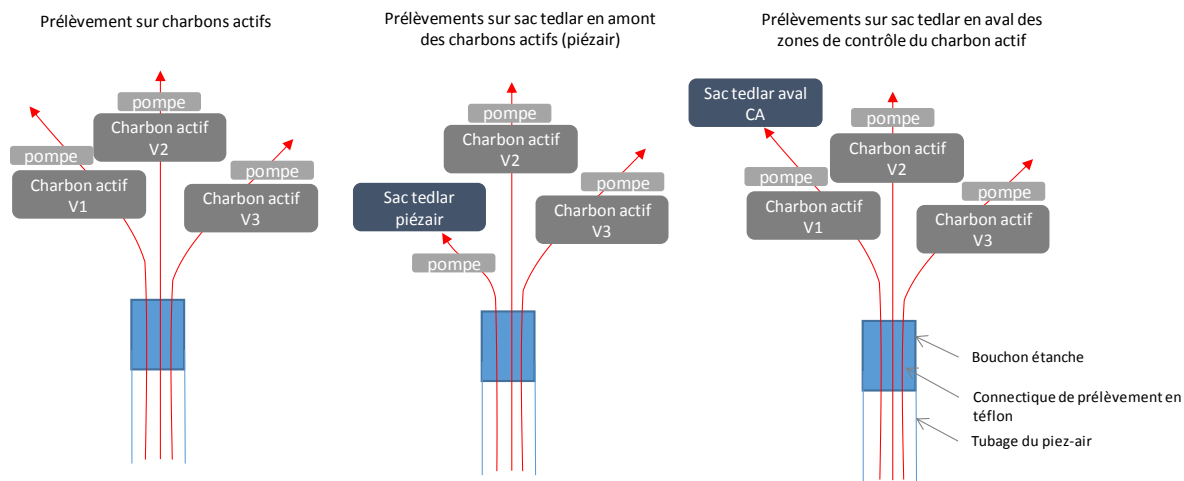 Prélèvement sur charbons actifs
pompe
Charbon actif
V2
pompe
Charbon actif
V1
Charbon actif
V3
Prélèvements sur sac tedlar en amont
des charbons actifs (piézair)
pompe
Charbon actif
V2
pompe
Sac tedlar
piézair
Charbon actif
V3
pompe
Prélèvements sur sac tedlar en aval des
zones de contrôle du charbon actif
Sac tedlar aval
CA
pompe
Charbon actif
V2
pompe
Charbon actif
V1
pompe
Charbon actif
V3
Bouchon étanche
Connectique de prélèvement en
téflon
Tubage du piez-air
pompe